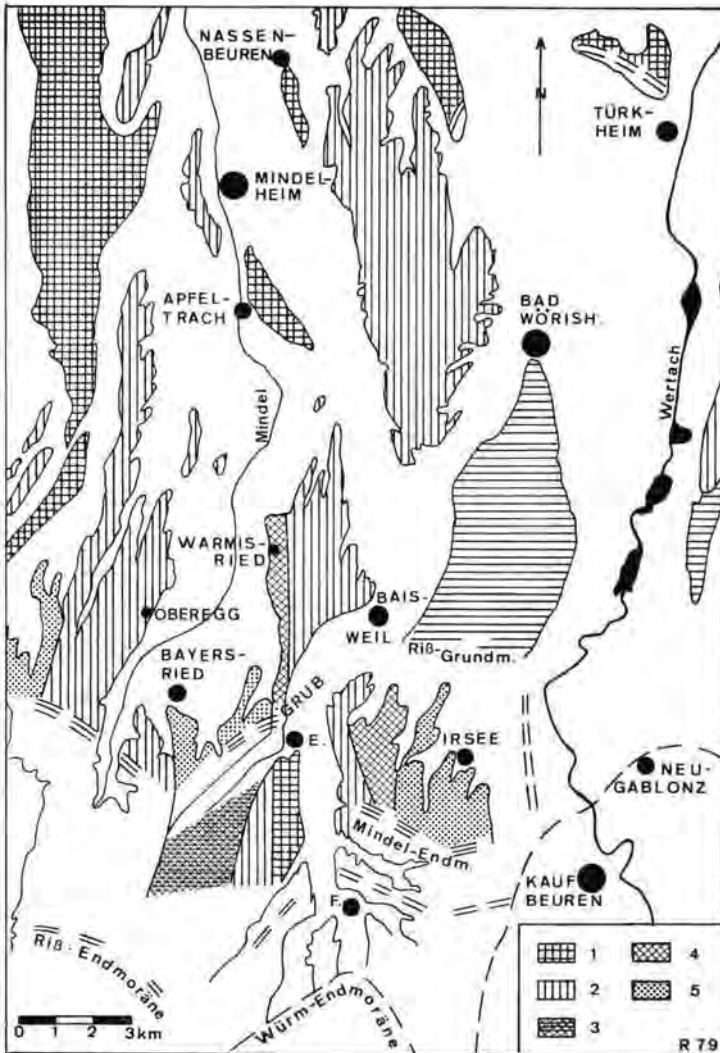 NASSEN-
BEUREN
N
TÜRK-
HEIM
MINDEL-
HEIM
APFEL-
TRACH
BAD
WÖRISH.
Mindel
Wertach
WARMIS-
RIED
OBEREGG
BAIS-
WEIL
Riß-Grundm.
BAYERS-
RIED
GRUB
E.
IRSEE
NEU-
GABLONZ
Mindel-Endm.
KAUF
BEUREN
F.
Riß-Endmoräne
Würm-Endmoräne
0 1 2 3km
1 4
2 5
3
R 79